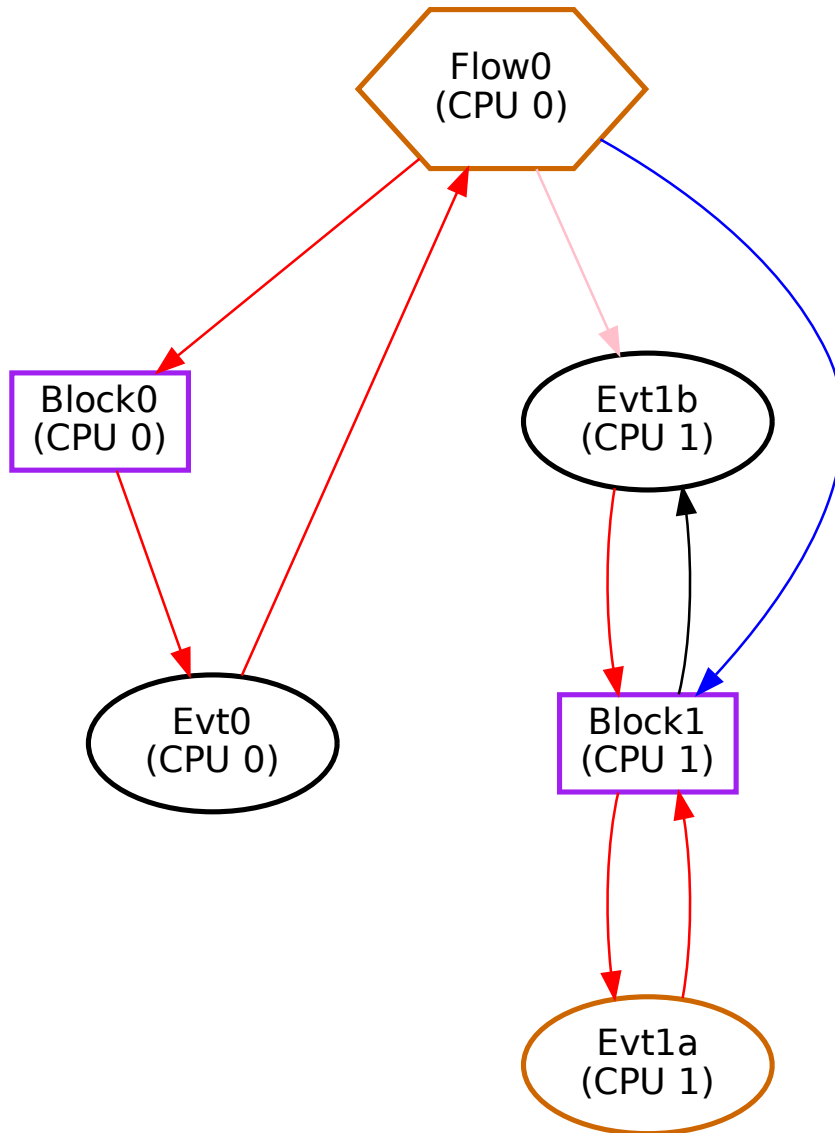 Flow0
(CPU 0)
Block0
(CPU 0)
Evt1b
(CPU 1)
Evt0
(CPU 0)
Block1
(CPU 1)
Evt1a
(CPU 1)